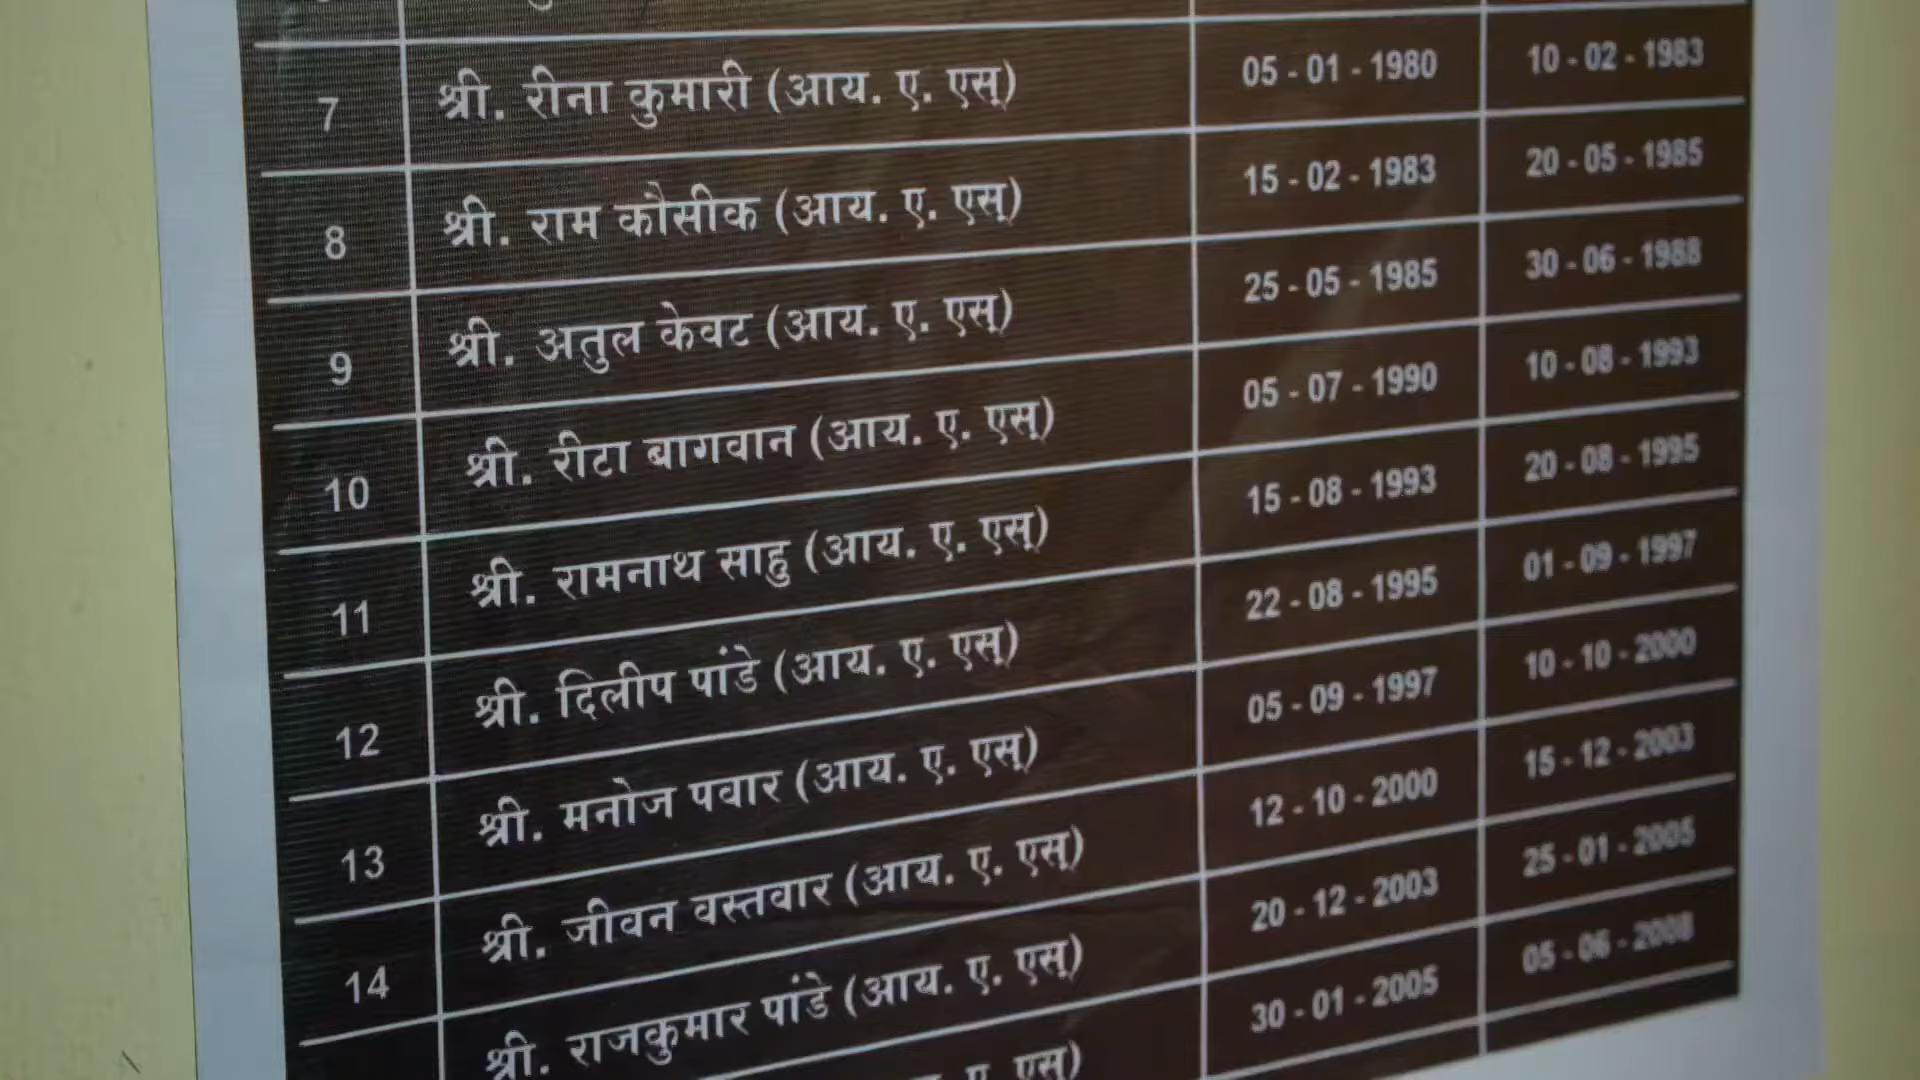 7 श्री. रीना कुमारी (आय. ए. एस्) 05 - 01 - 1980 10 - 02 - 1983
8 श्री. राम कौसीक (आय. ए. एस्) 15 - 02 - 1983 20 - 05 - 1985
9 श्री. अतुल केवट (आय. ए. एस्) 25 - 05 - 1985 30 - 06 - 1988
10 श्री. रीटा बागवान (आय. ए. एस्) 05 - 07 - 1990 10 - 08 - 1993
11 श्री. रामनाथ साहु (आय. ए. एस्) 15 - 08 - 1993 20 - 08 - 1995
12 श्री. दिलीप पांडे (आय. ए. एस्) 22 - 08 - 1995 01 - 09 - 1997
13 श्री. मनोज पवार (आय. ए. एस्) 05 - 09 - 1997 10 - 10 - 2000
14 श्री. जीवन वस्तवार (आय. ए. एस्) 12 - 10 - 2000 15 - 12 - 2003
श्री. राजकुमार पांडे (आय. ए. एस्) 20 - 12 - 2003 25 - 01 - 2005
ए. एस्) 30 - 01 - 2005 05 - 06 - 2008